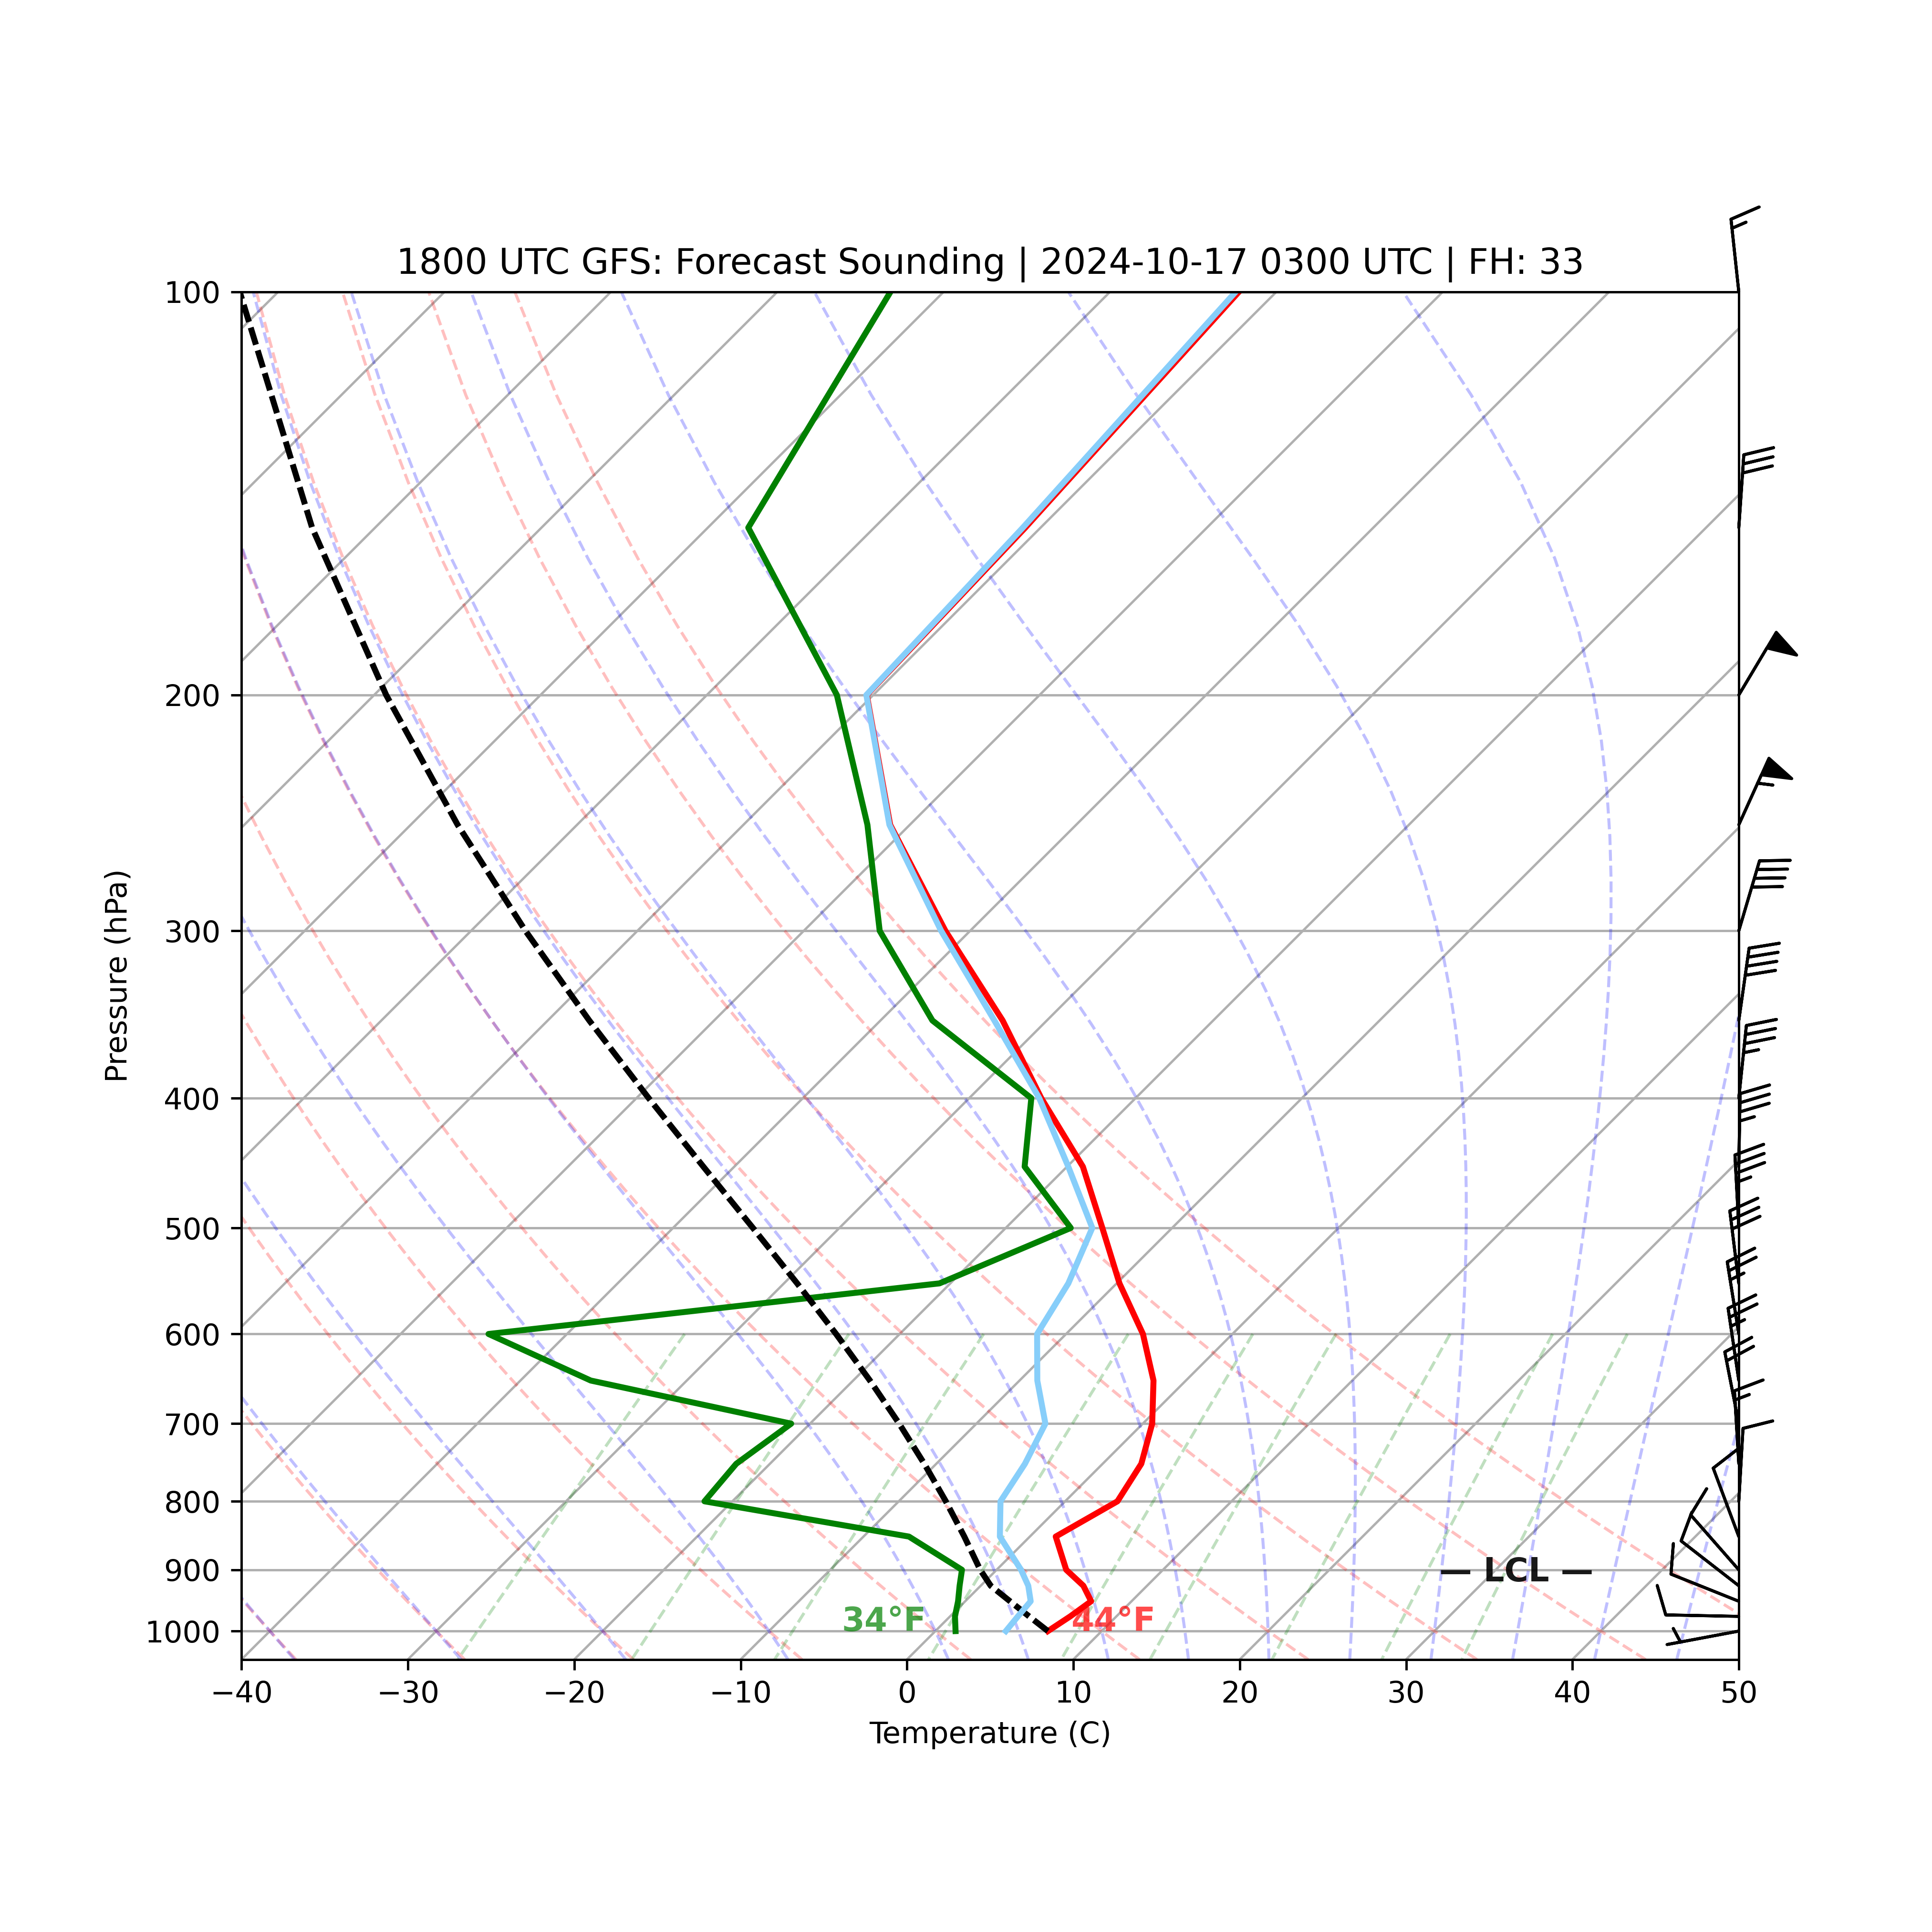 1800 UTC GFS: Forecast Sounding | 2024-10-17 0300 UTC | FH: 33
100
200
300
400
500
600
700
800
900
1000
Pressure (hPa)
— LCL —
34°F
44°F
−40 −30 −20 −10 0 10 20 30 40 50
Temperature (C)